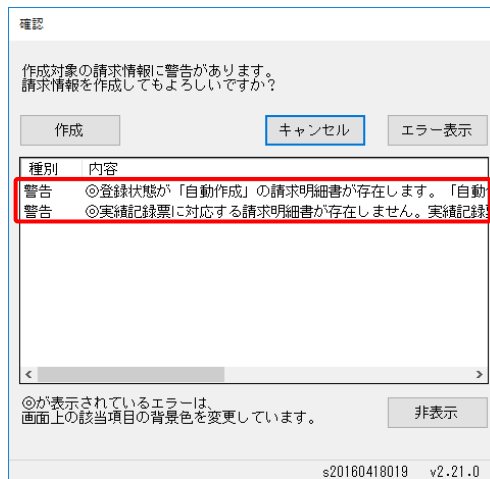 確認
作成対象の請求情報に警告があります。
請求情報を作成してもよろしいですか？
作成 キャンセル エラー表示
種別 内容
警告 ◎登録状態が「自動作成」の請求明細書が存在します。「自動
警告 ◎実績記録票に対応する請求明細書が存在しません。実績記録
◎が表示されているエラーは、
画面上の該当項目の背景色を変更しています。
非表示
s20160418019 v2.21.0